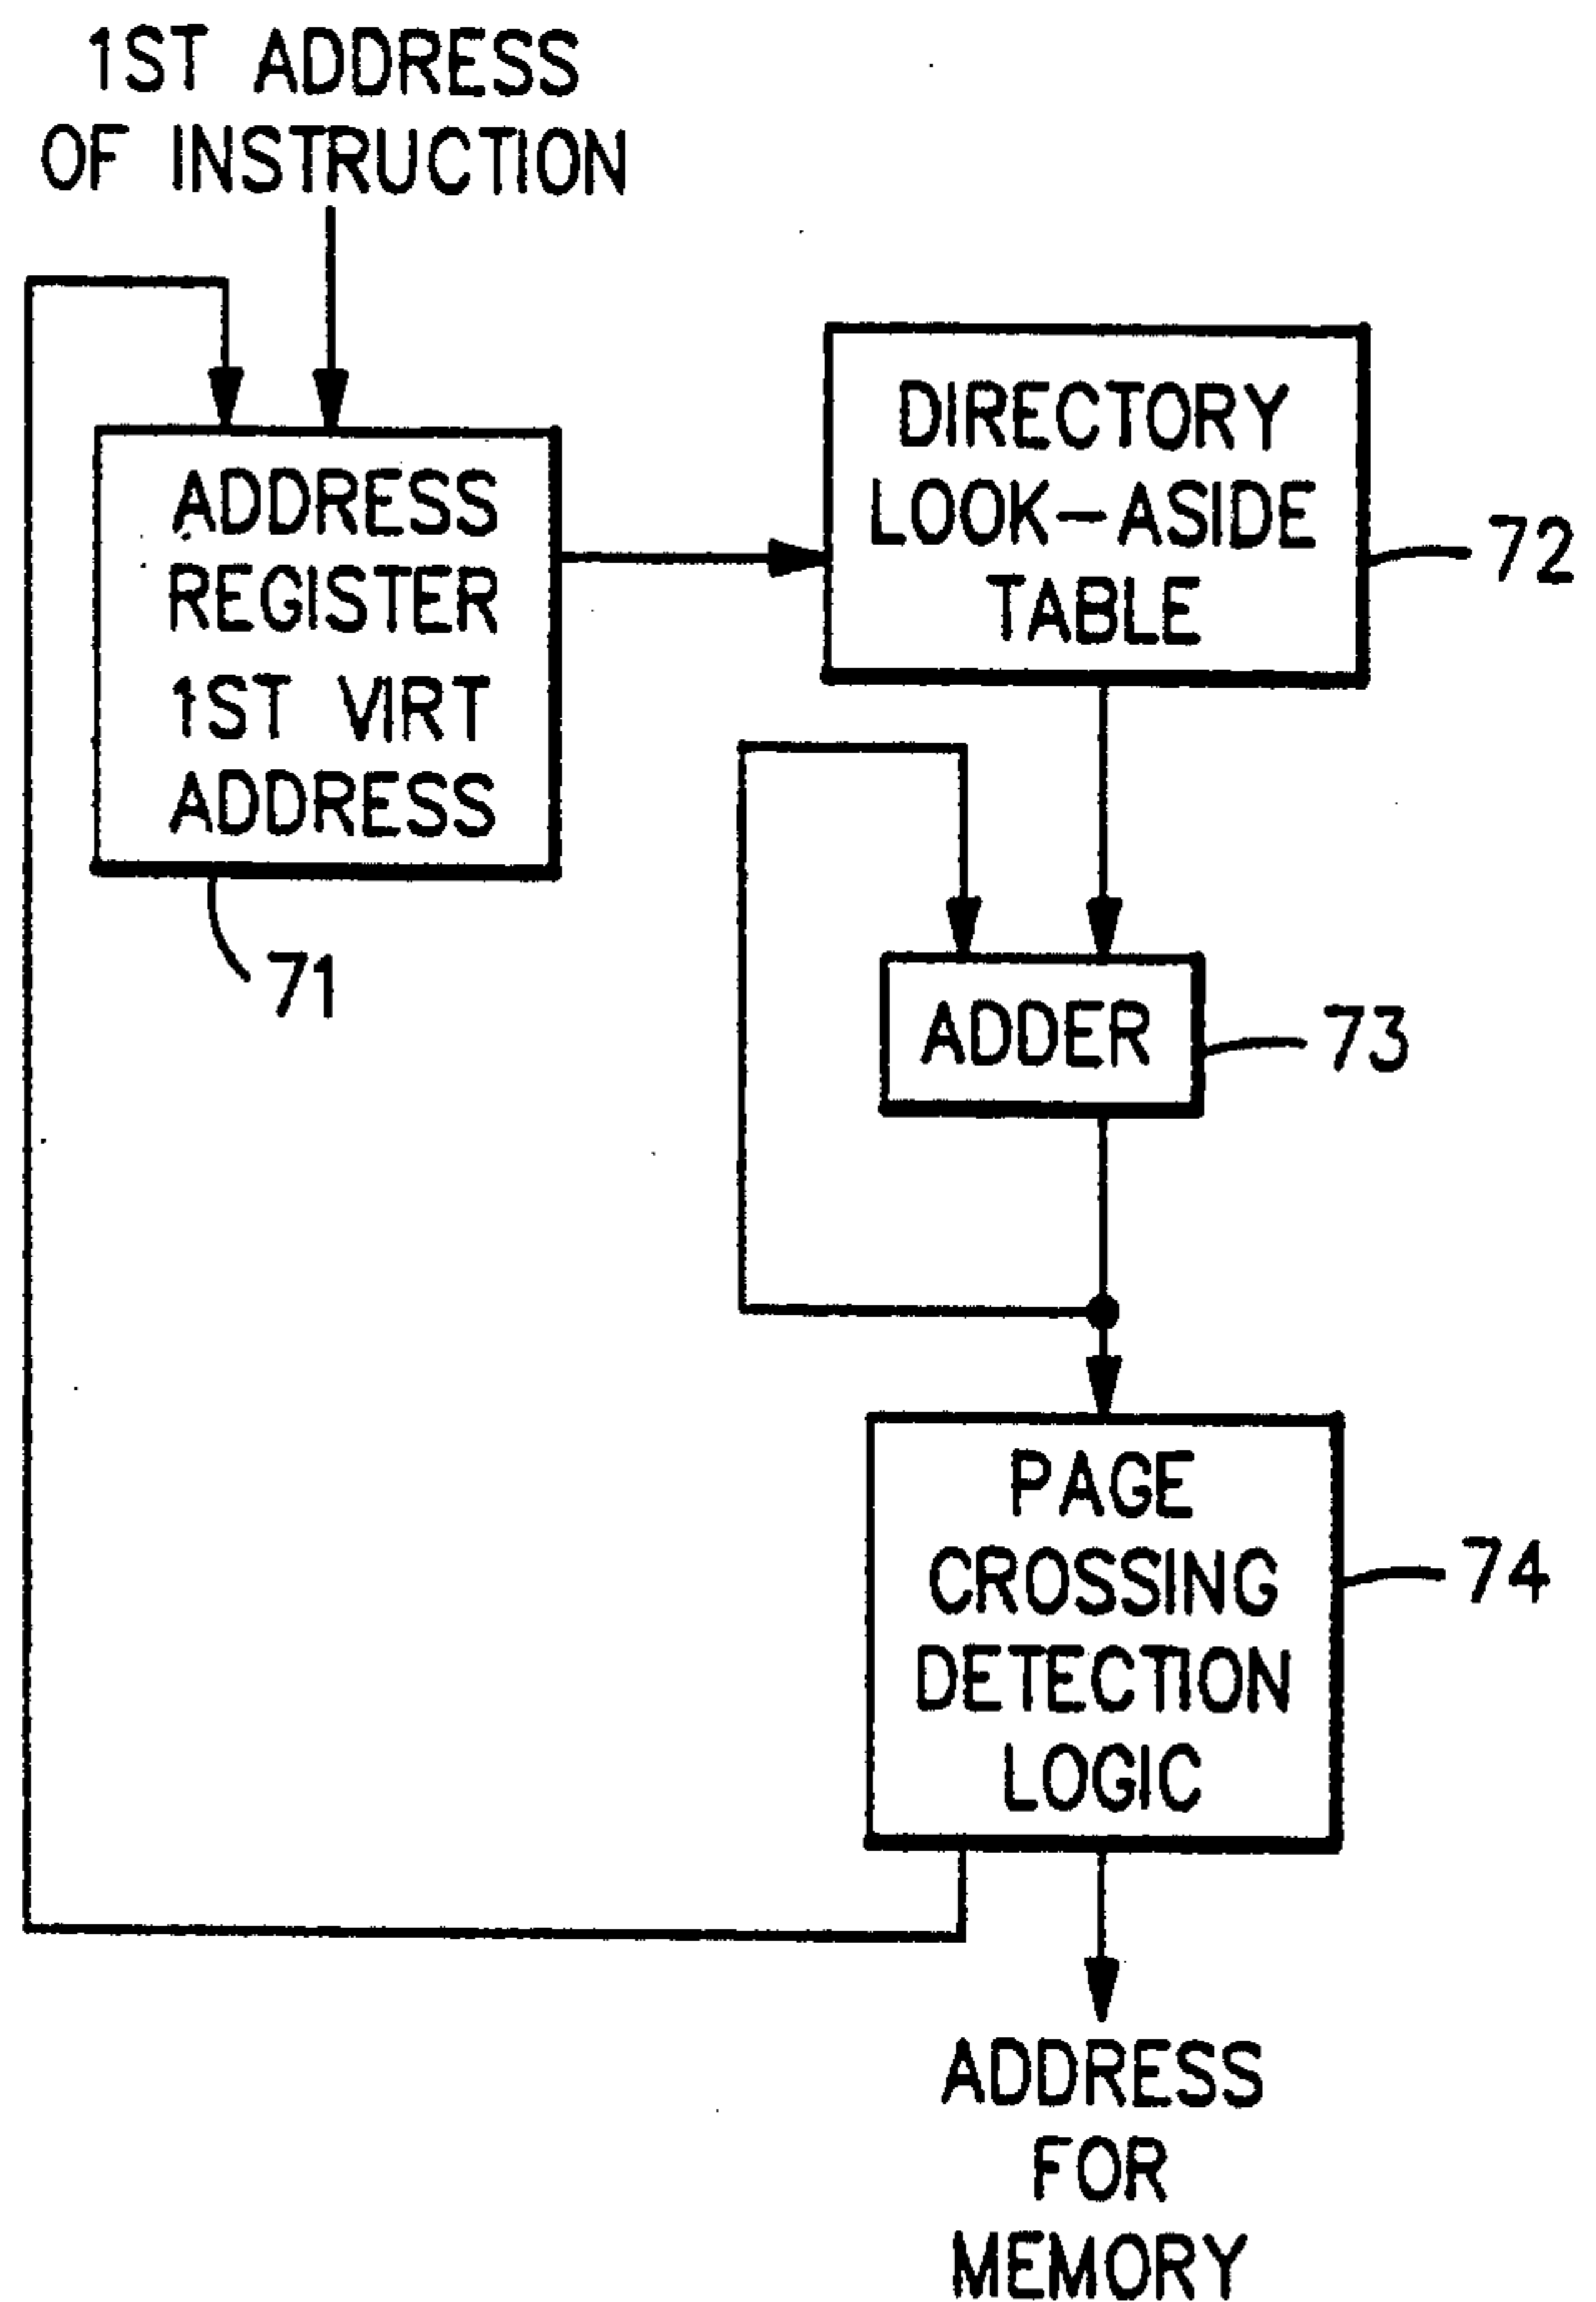 1ST ADDRESS
OF INSTRUCTION
ADDRESS
REGISTER
1ST VIRT
ADDRESS
71
DIRECTORY
LOOK-ASIDE
TABLE
72
ADDER
73
PAGE
CROSSING
DETECTION
LOGIC
74
ADDRESS
FOR
MEMORY